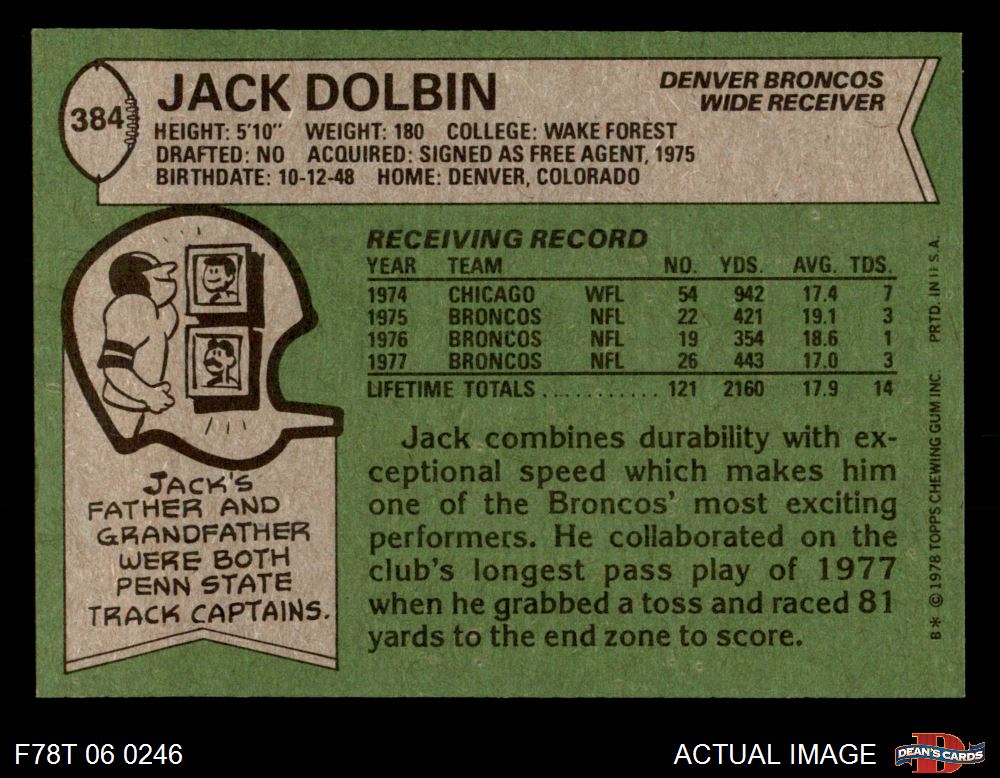 384
JACK DOLBIN
DENVER BRONCOS
WIDE RECEIVER
HEIGHT: 5'10" WEIGHT: 180 COLLEGE: WAKE FOREST
DRAFTED: NO ACQUIRED: SIGNED AS FREE AGENT, 1975
BIRTHDATE: 10-12-48 HOME: DENVER, COLORADO
RECEIVING RECORD
YEAR TEAM NO. YDS. AVG. TDS.
1974 CHICAGO WFL 54 942 17.4 7
1975 BRONCOS NFL 22 421 19.1 3
1976 BRONCOS NFL 19 354 18.6 1
1977 BRONCOS NFL 26 443 17.0 3
LIFETIME TOTALS ........... 121 2160 17.9 14
Jack combines durability with ex-
ceptional speed which makes him
one of the Broncos' most exciting
performers. He collaborated on the
club's longest pass play of 1977
when he grabbed a toss and raced 81
yards to the end zone to score.
JACK'S
FATHER AND
GRANDFATHER
WERE BOTH
PENN STATE
TRACK CAPTAINS.
B* © 1978 TOPPS CHEWING GUM INC. PRTD. IN U.S.A.
F78T 06 0246
ACTUAL IMAGE
D
DEAN'S CARDS